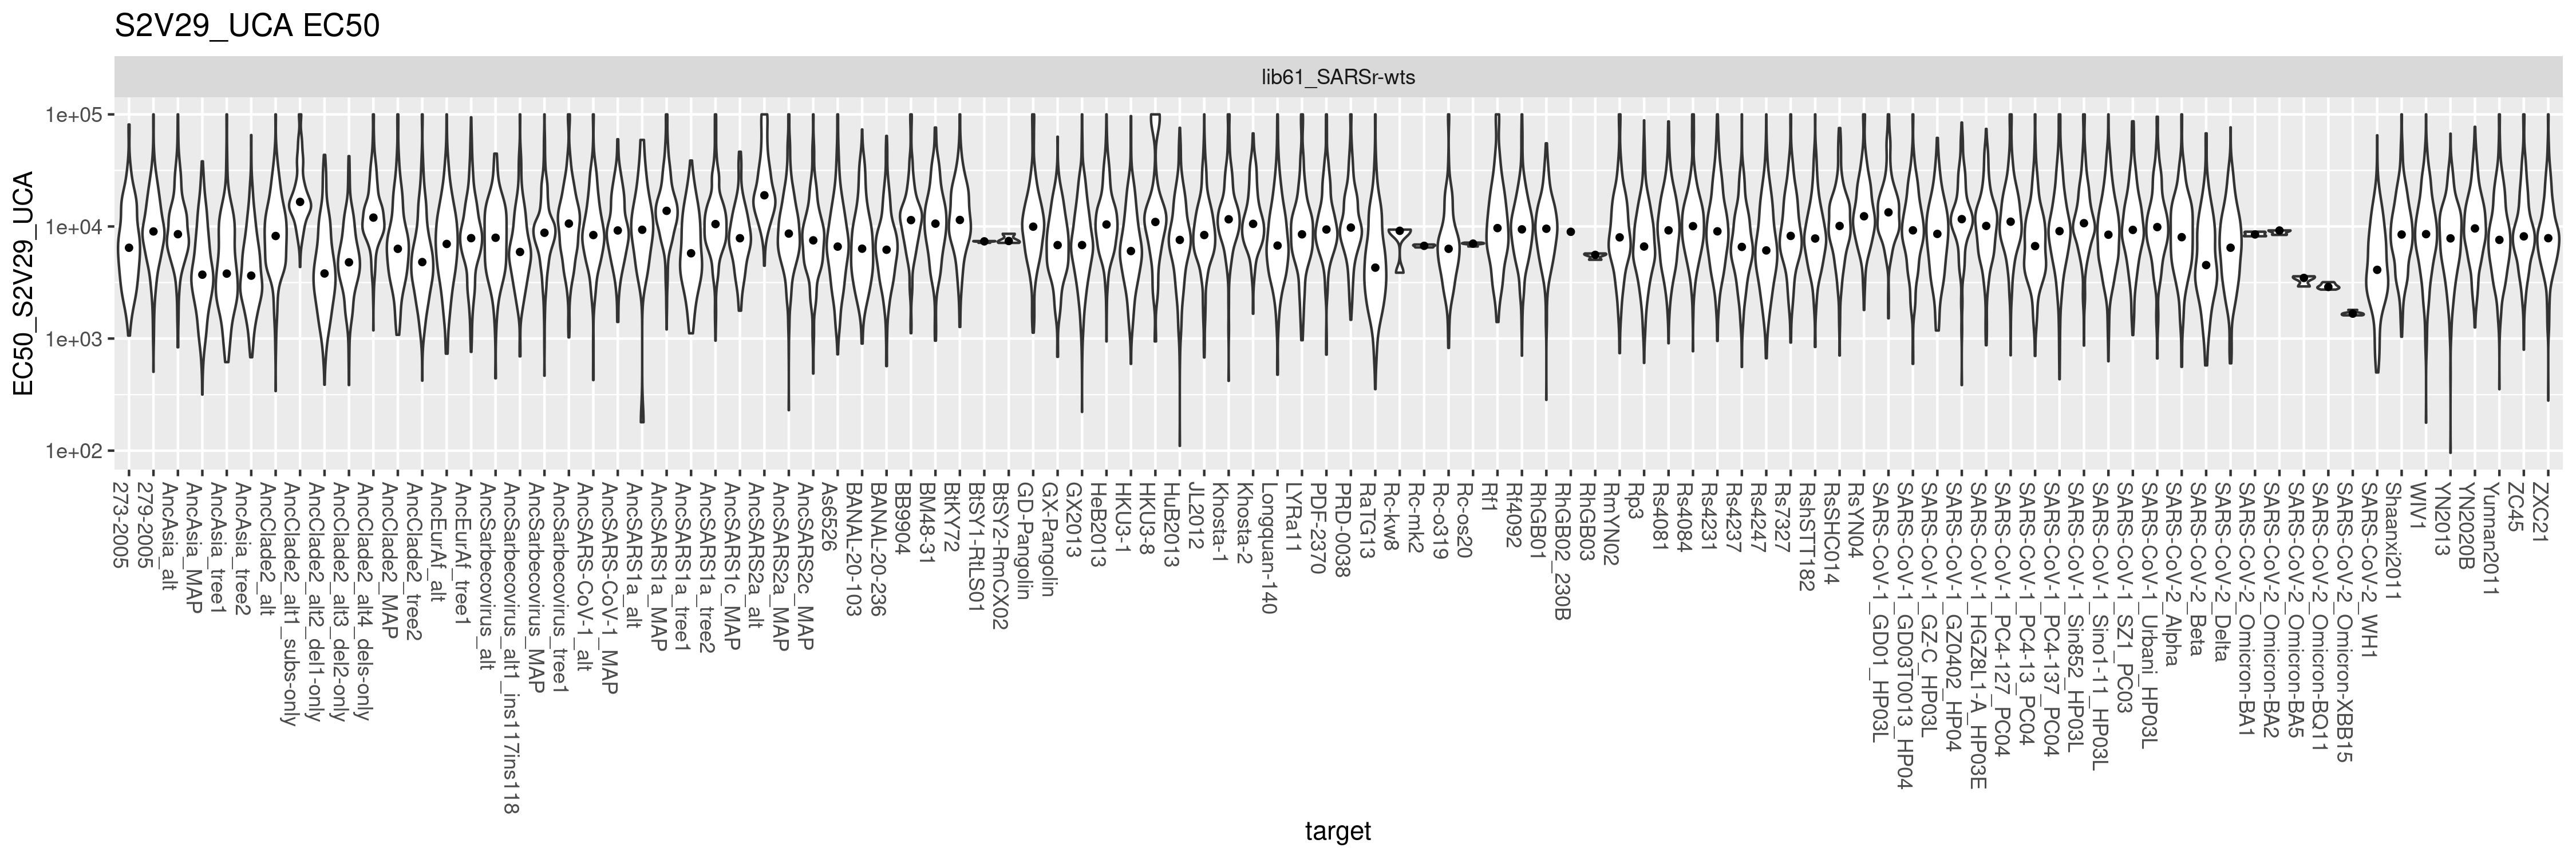 S2V29_UCA EC50
lib61_SARSr-wts
EC50_S2V29_UCA
1e+05
1e+04
1e+03
1e+02
273-2005
279-2005
AncAsia_alt
AncAsia_MAP
AncAsia_tree1
AncAsia_tree2
AncClade2_alt
AncClade2_alt1_subs-only
AncClade2_alt2_del1-only
AncClade2_alt3_del2-only
AncClade2_alt4_dels-only
AncClade2_MAP
AncClade2_tree2
AncEurAf_alt
AncEurAf_tree1
AncSarbecovirus_alt
AncSarbecovirus_alt1_ins117ins118
AncSarbecovirus_MAP
AncSarbecovirus_tree1
AncSARS-CoV-1_alt
AncSARS-CoV-1_MAP
AncSARS1a_alt
AncSARS1a_MAP
AncSARS1a_tree1
AncSARS1a_tree2
AncSARS1c_MAP
AncSARS2a_alt
AncSARS2a_MAP
AncSARS2c_MAP
As6526
BANAL-20-103
BANAL-20-236
BB9904
BM48-31
BtKY72
BtSY1-RtLS01
BtSY2-RmCX02
GD-Pangolin
GX-Pangolin
GX2013
HeB2013
HKU3-1
HKU3-8
HuB2013
JL2012
Khosta-1
Khosta-2
Longquan-140
LYRa11
PDF-2370
PRD-0038
RaTG13
Rc-kw8
Rc-mk2
Rc-o319
Rc-os20
Rf1
Rf4092
RhGB01
RhGB02_230B
RhGB03
RmYN02
Rp3
Rs4081
Rs4084
Rs4231
Rs4237
Rs4247
Rs7327
RshSTT182
RsSHC014
RsYN04
SARS-CoV-1_GD01_HP03L
SARS-CoV-1_GD03T0013_HP04
SARS-CoV-1_GZ-C_HP03L
SARS-CoV-1_GZ0402_HP04
SARS-CoV-1_HGZ8L1-A_HP03E
SARS-CoV-1_PC4-127_PC04
SARS-CoV-1_PC4-13_PC04
SARS-CoV-1_PC4-137_PC04
SARS-CoV-1_Sin852_HP03L
SARS-CoV-1_Sino1-11_HP03L
SARS-CoV-1_SZ1_PC03
SARS-CoV-1_Urbani_HP03L
SARS-CoV-2_Alpha
SARS-CoV-2_Beta
SARS-CoV-2_Delta
SARS-CoV-2_Omicron-BA1
SARS-CoV-2_Omicron-BA2
SARS-CoV-2_Omicron-BA5
SARS-CoV-2_Omicron-BQ11
SARS-CoV-2_Omicron-XBB15
SARS-CoV-2_WH1
Shaanxi2011
WIV1
YN2013
YN2020B
Yunnan2011
ZC45
ZXC21
target